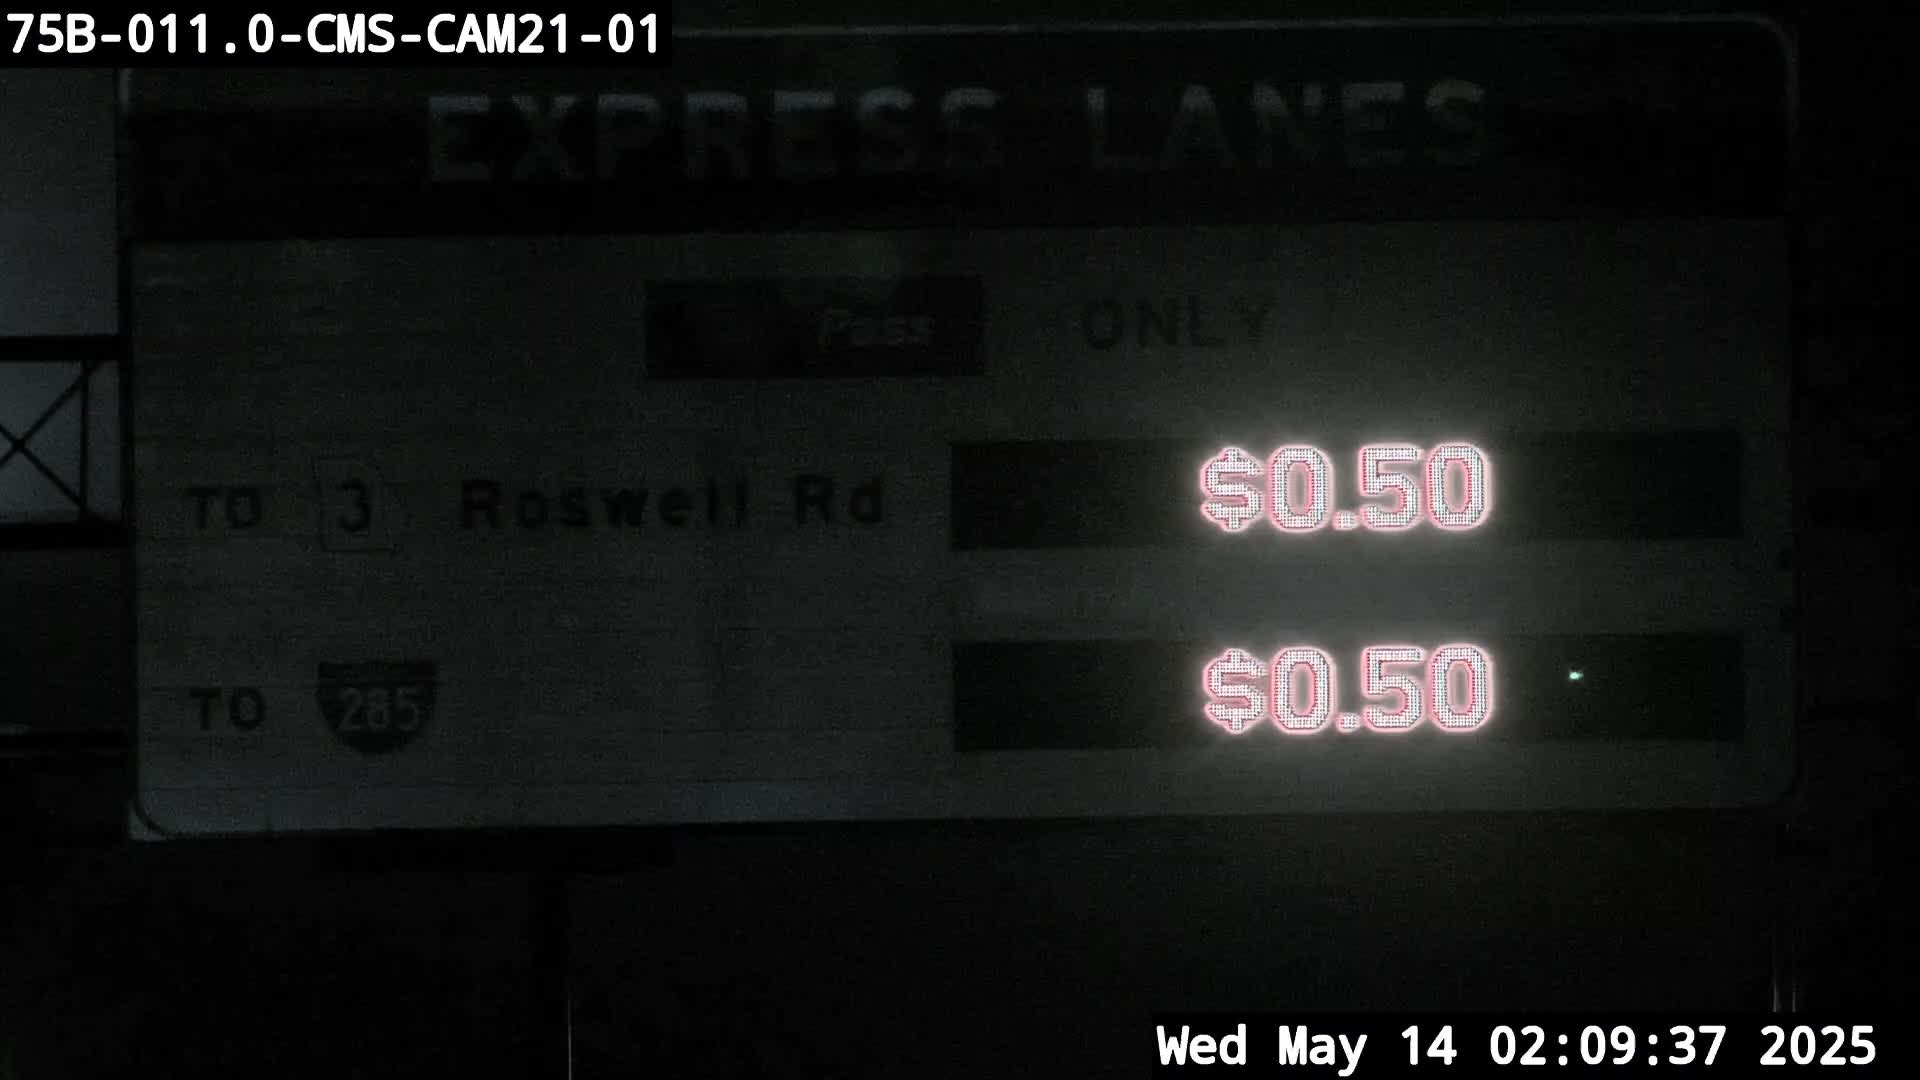 75B-011.0-CMS-CAM21-01
EXPRESS LANES
Pass ONLY
TO 3 Roswell Rd $0.50
TO 285 $0.50
Wed May 14 02:09:37 2025